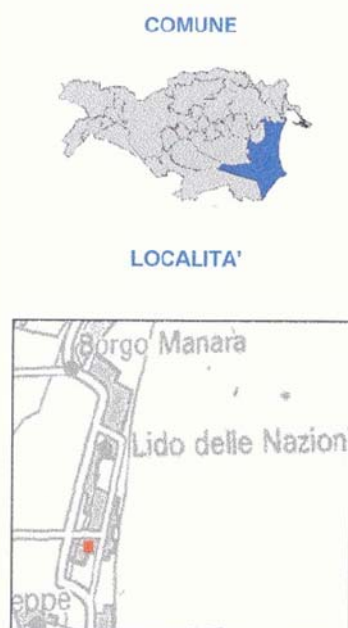 COMUNE
LOCALITA'
Borgo Manara
Lido delle Nazion
eppe